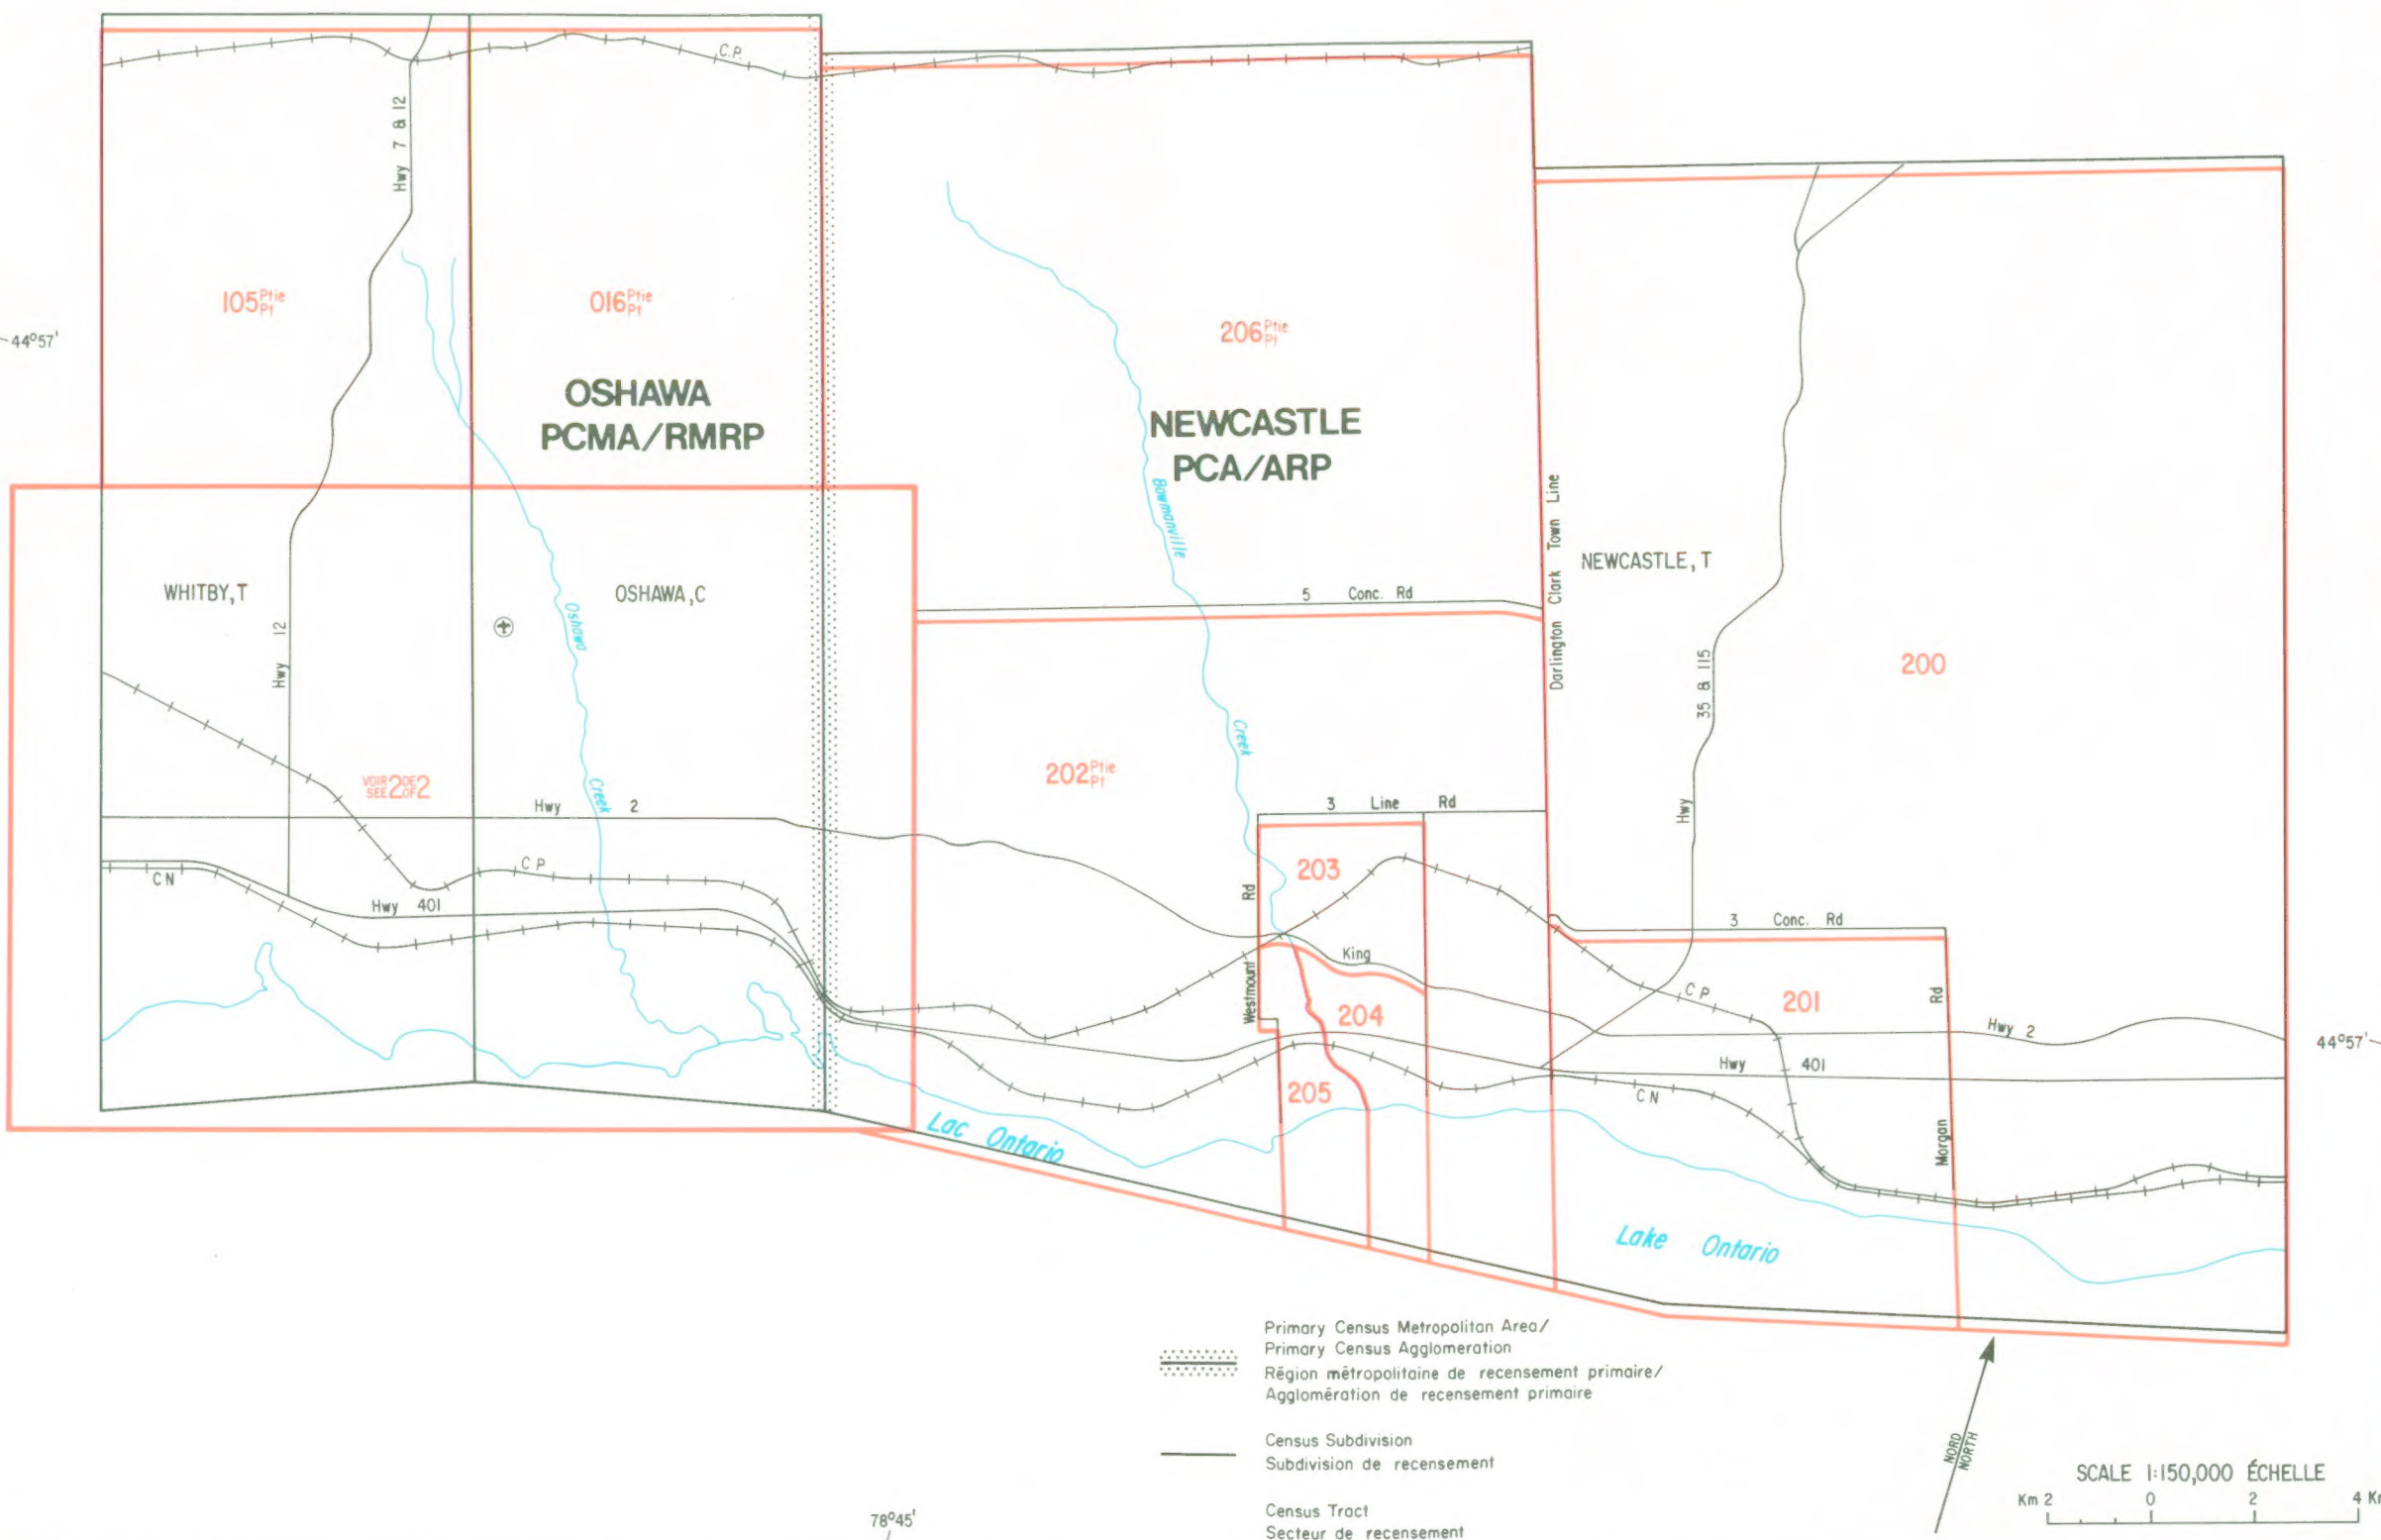 C.P.
Hwy 7 & 12
105 Ptie Pt
016 Ptie Pt
206 Ptie Pt
44°57'
OSHAWA
PCMA/RMRP
NEWCASTLE
PCA/ARP
Bowmanville
Creek
Darlington Clark Town Line
NEWCASTLE, T
WHITBY, T
OSHAWA, C
5 Conc. Rd
Hwy 12
Oshawa
Creek
Hwy 35 & 115
200
VOIR 2 DE 2
SEE 2 OF 2
202 Ptie Pt
Hwy 2
3 Line Rd
203
CP
CN
Hwy 401
Westmount Rd
King
3 Conc. Rd
204
CP
201
Morgan Rd
Hwy 2
44°57'
205
Hwy 401
CN
Lac Ontario
Lake Ontario
Primary Census Metropolitan Area/
Primary Census Agglomeration
Région métropolitaine de recensement primaire/
Agglomération de recensement primaire
Census Subdivision
Subdivision de recensement
Census Tract
Secteur de recensement
78°45'
NORD
NORTH
SCALE 1:150,000 ÉCHELLE
Km 2 0 2 4 K